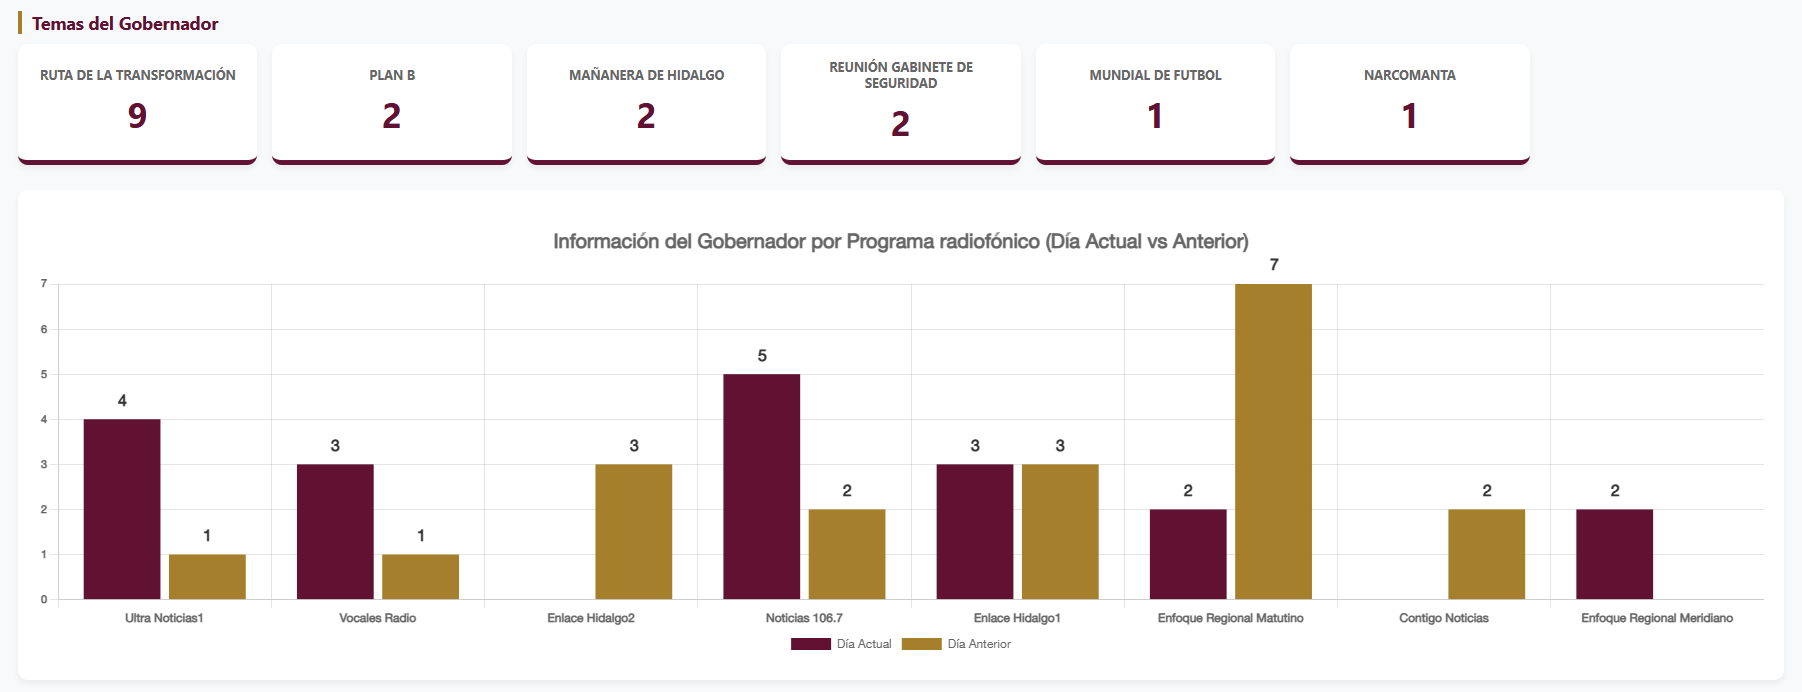 Temas del Gobernador
RUTA DE LA TRANSFORMACIÓN
9
PLAN B
2
MAÑANERA DE HIDALGO
2
REUNIÓN GABINETE DE
SEGURIDAD
2
MUNDIAL DE FUTBOL
1
NARCOMANTA
1
Información del Gobernador por Programa radiofónico (Día Actual vs Anterior)
7
6
5
4
3
2
1
0
4
1
3
1
3
5
2
3
3
2
7
2
2
Ultra Noticias1
Vocales Radio
Enlace Hidalgo2
Noticias 106.7
Enlace Hidalgo1
Enfoque Regional Matutino
Contigo Noticias
Enfoque Regional Meridiano
Día Actual
Día Anterior